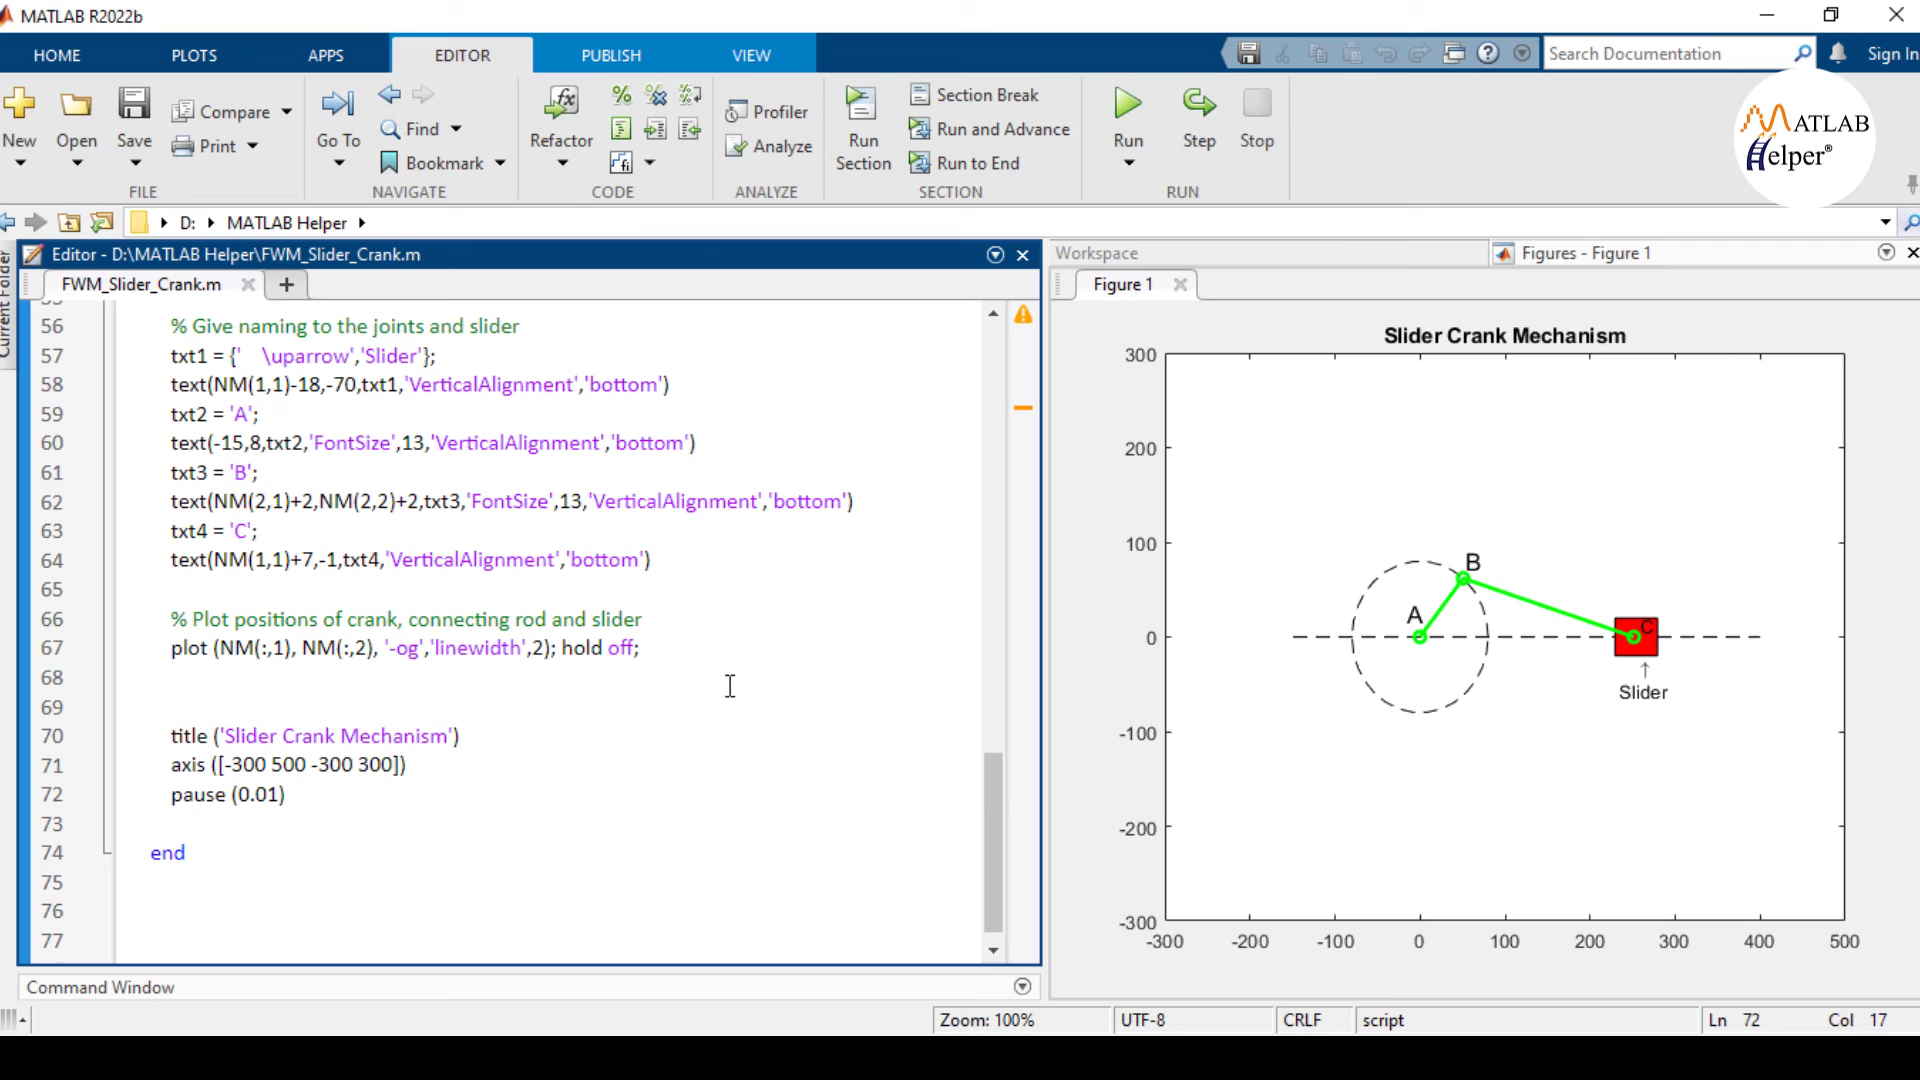 MATLAB R2022b
HOME PLOTS APPS EDITOR PUBLISH VIEW
Search Documentation
Sign In
New
Open
Save
Compare
Print
FILE
Go To
Find
Bookmark
NAVIGATE
Refactor
fx
CODE
Profiler
Analyze
ANALYZE
Run
Section
Section Break
Run and Advance
Run to End
SECTION
Run
Step
Stop
RUN
MATLAB
Helper®
D: MATLAB Helper
Current Folder
Editor - D:\MATLAB Helper\FWM_Slider_Crank.m
FWM_Slider_Crank.m
56 % Give naming to the joints and slider
57 txt1 = {'   \uparrow','Slider'};
58 text(NM(1,1)-18,-70,txt1,'VerticalAlignment','bottom')
59 txt2 = 'A';
60 text(-15,8,txt2,'FontSize',13,'VerticalAlignment','bottom')
61 txt3 = 'B';
62 text(NM(2,1)+2,NM(2,2)+2,txt3,'FontSize',13,'VerticalAlignment','bottom')
63 txt4 = 'C';
64 text(NM(1,1)+7,-1,txt4,'VerticalAlignment','bottom')
65
66 % Plot positions of crank, connecting rod and slider
67 plot (NM(:,1), NM(:,2), '-og','linewidth',2); hold off;
68
69
70 title ('Slider Crank Mechanism')
71 axis ([-300 500 -300 300])
72 pause (0.01)
73
74 end
75
76
77
Command Window
Workspace
Figures - Figure 1
Figure 1
Slider Crank Mechanism
300
200
100
0
-100
-200
-300
-300 -200 -100 0 100 200 300 400 500
A
B
C
↑
Slider
Zoom: 100% UTF-8 CRLF script Ln 72 Col 17